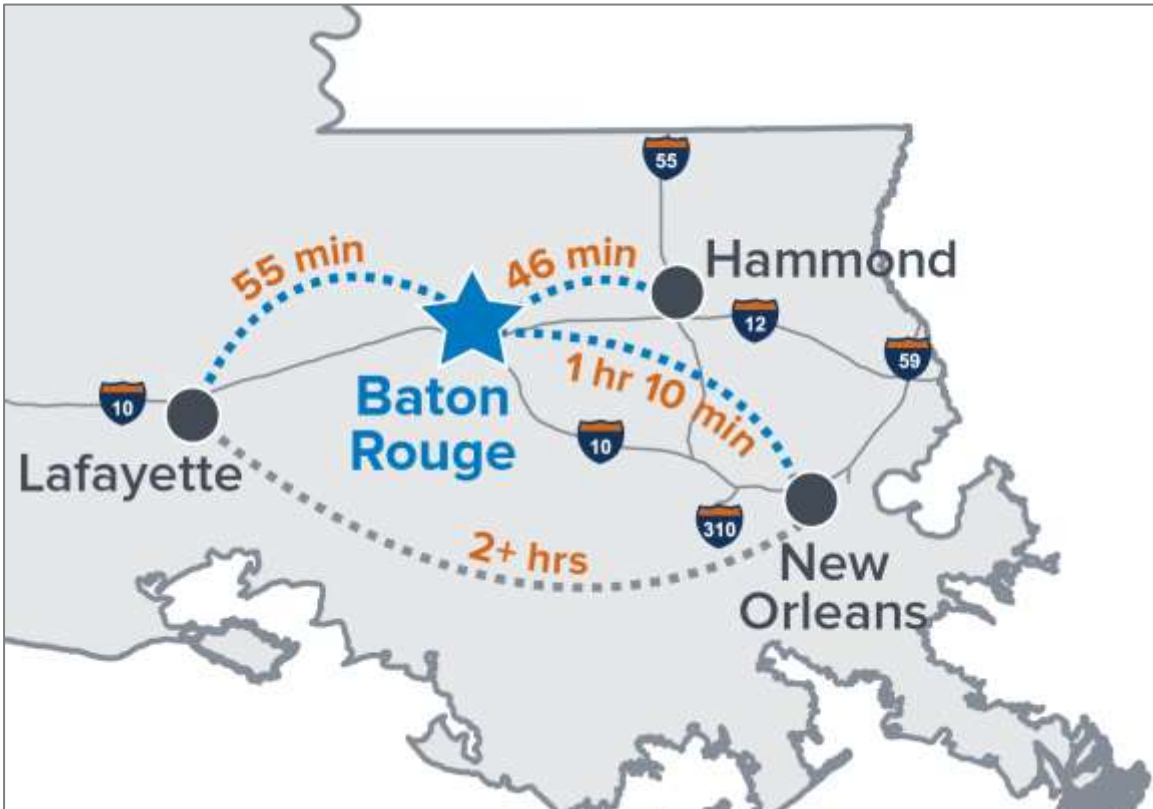 55
55 min
46 min
Hammond
12
59
1 hr 10 min
10
Baton
Rouge
10
Lafayette
310
2+ hrs
New
Orleans